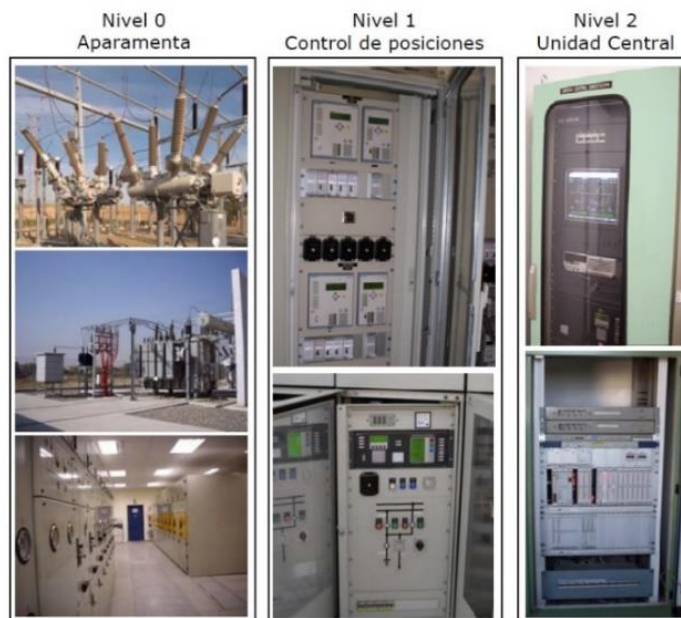 Nivel 0
Aparamenta
Nivel 1
Control de posiciones
Nivel 2
Unidad Central